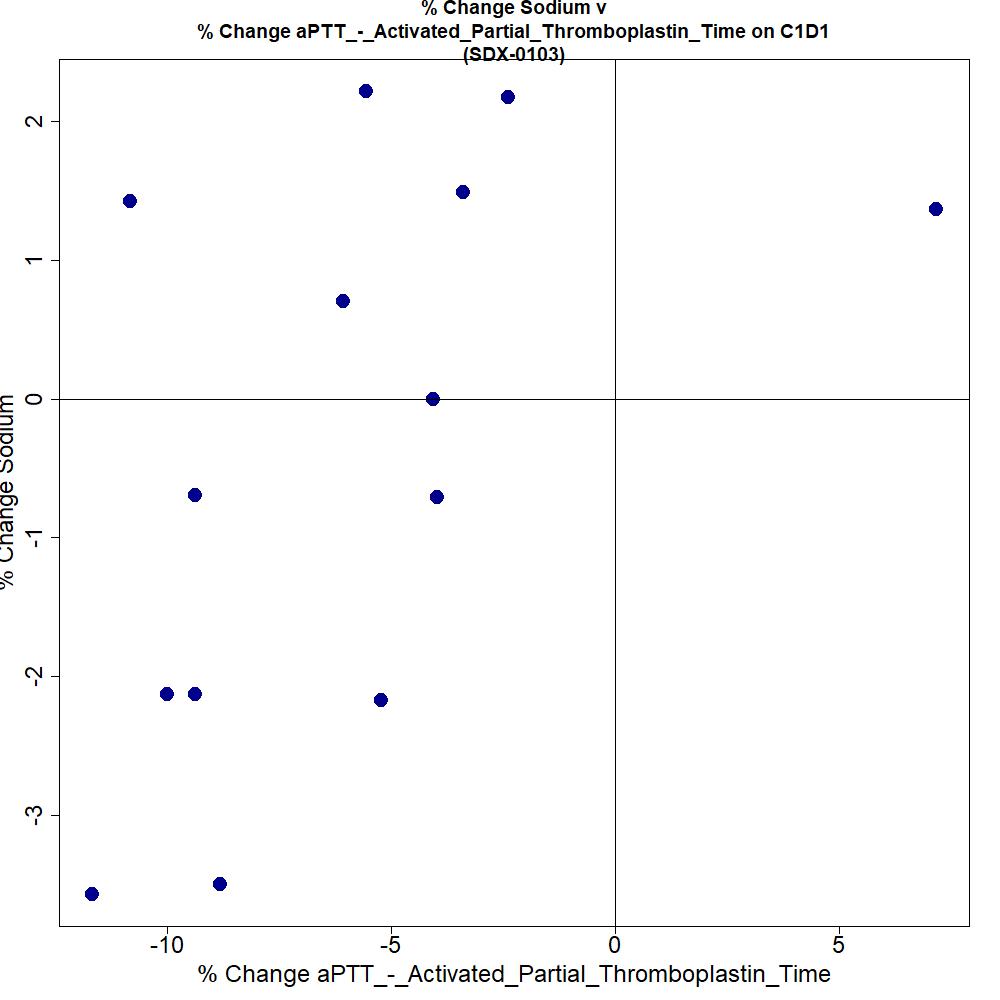 % Change Sodium v
% Change aPTT_-_Activated_Partial_Thromboplastin_Time on C1D1
(SDX-0103)
2
1
0
-1
-2
-3
% Change Sodium
-10
-5
0
5
% Change aPTT_-_Activated_Partial_Thromboplastin_Time